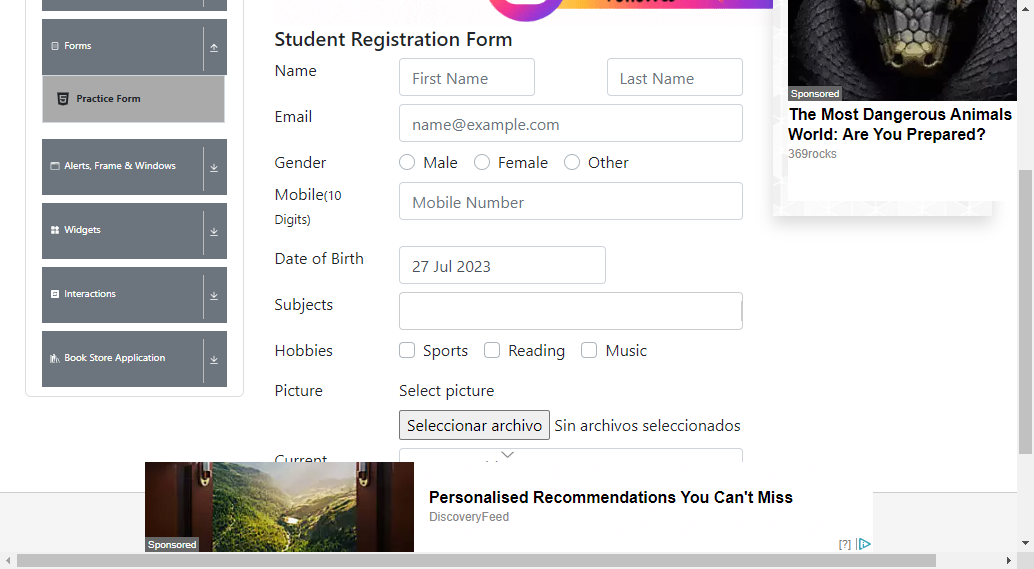 Forms
Practice Form
Alerts, Frame & Windows
Widgets
Interactions
Book Store Application
Student Registration Form
Name
First Name
Last Name
Email
name@example.com
Gender
Male
Female
Other
Mobile(10
Digits)
Mobile Number
Date of Birth
27 Jul 2023
Subjects
Hobbies
Sports
Reading
Music
Picture
Select picture
Seleccionar archivo
Sin archivos seleccionados
Current
Sponsored
The Most Dangerous Animals
World: Are You Prepared?
369rocks
Sponsored
Personalised Recommendations You Can't Miss
DiscoveryFeed
[?]